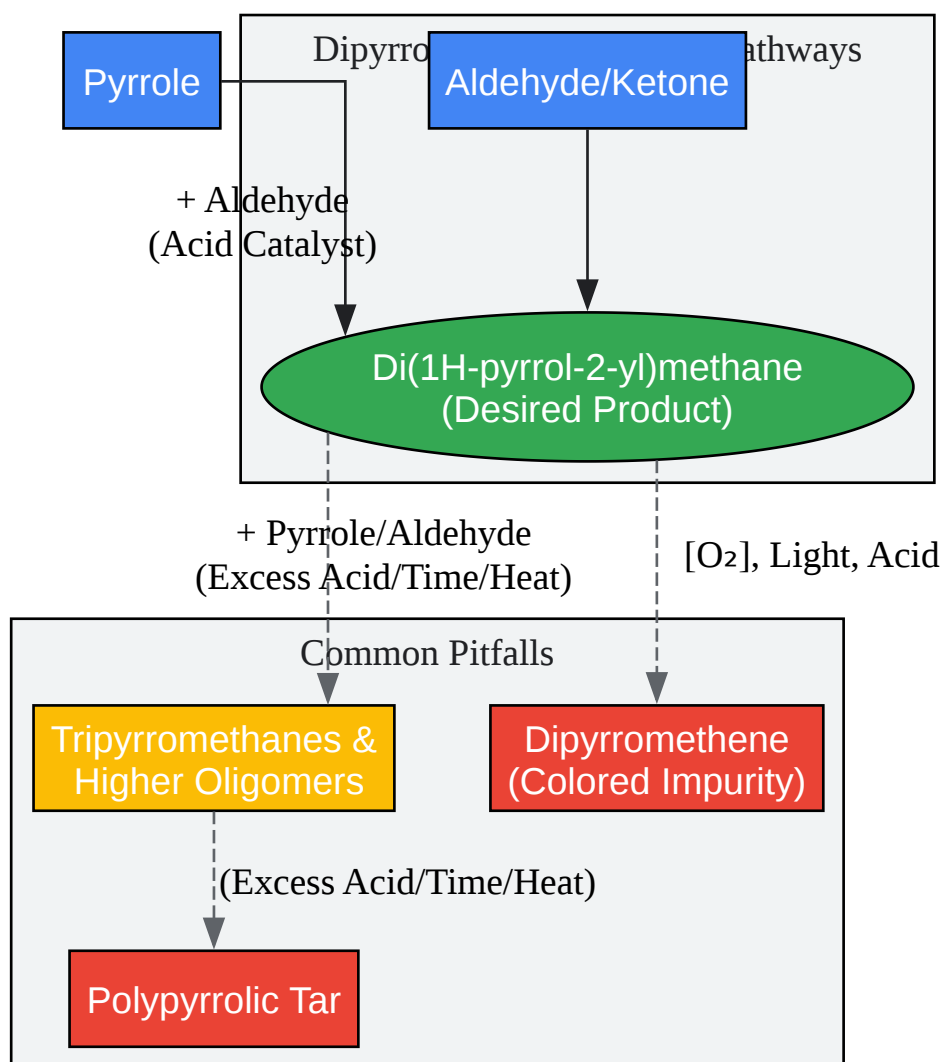 Pyrrole
Aldehyde/Ketone
+ Aldehyde
(Acid Catalyst)
Di(1H-pyrrol-2-yl)methane
(Desired Product)
+ Pyrrole/Aldehyde
(Excess Acid/Time/Heat)
[O₂], Light, Acid
Common Pitfalls
Tripyrromethanes &
Higher Oligomers
Dipyrromethene
(Colored Impurity)
(Excess Acid/Time/Heat)
Polypyrrolic Tar